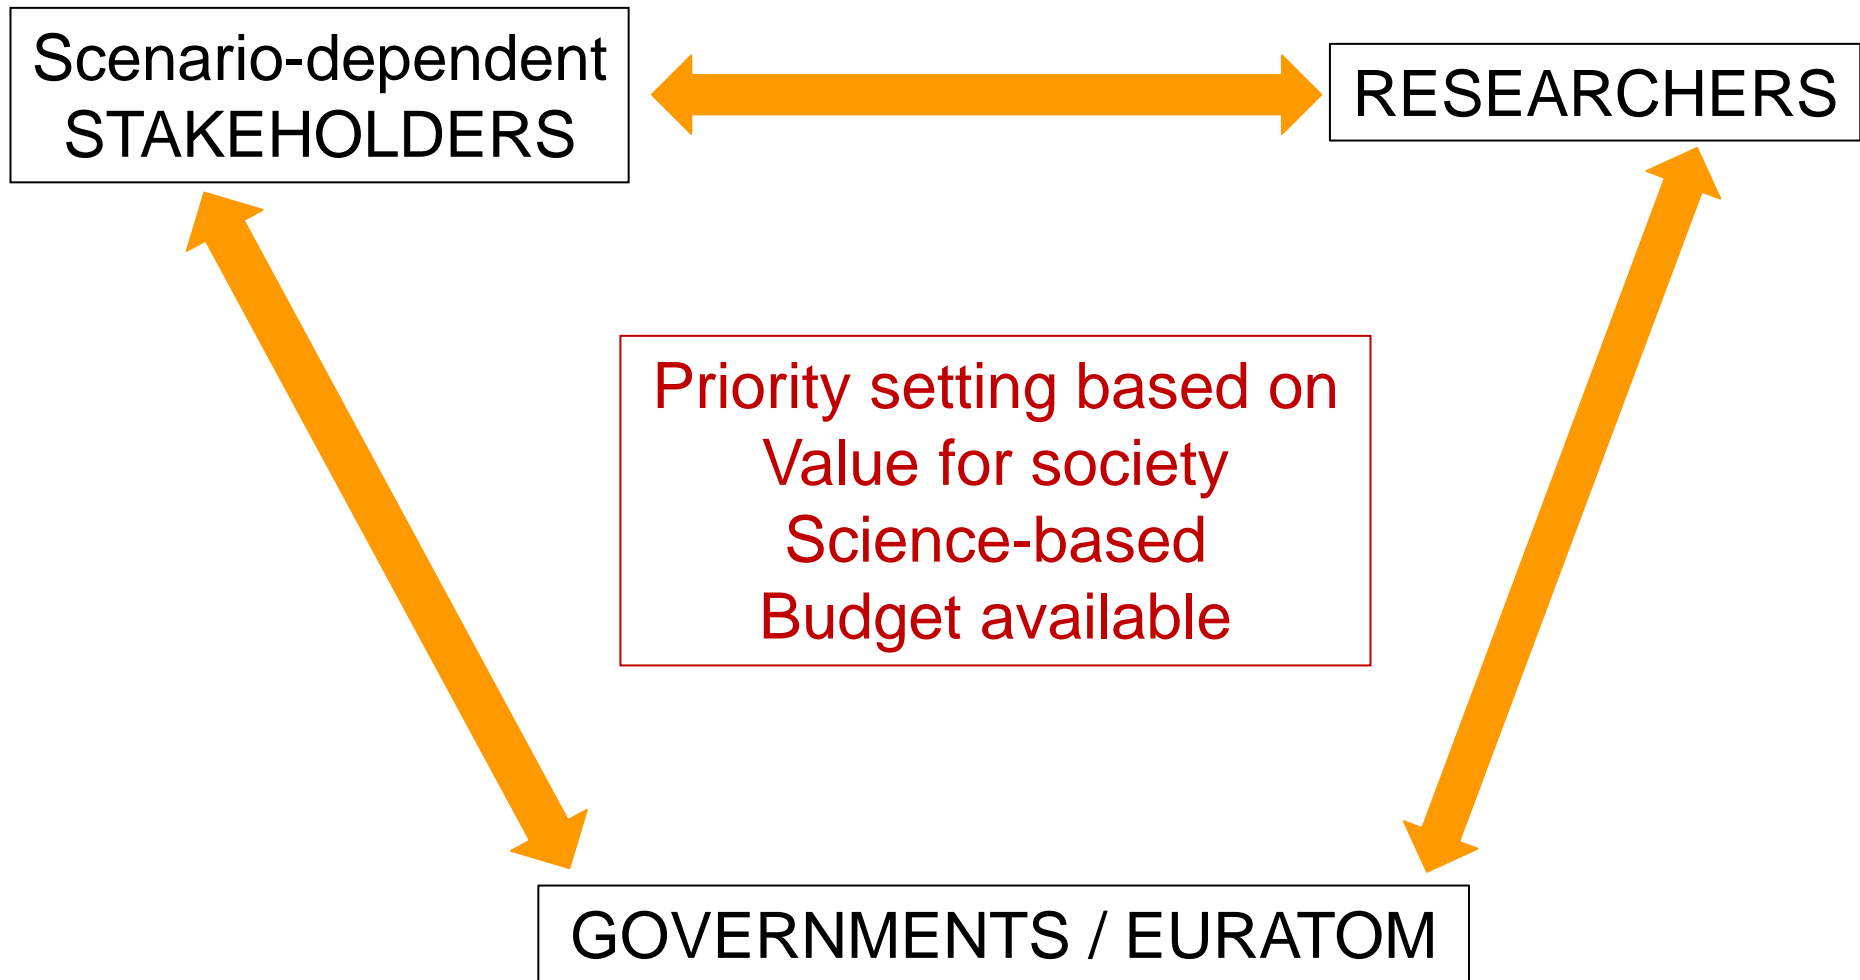 Scenario-dependent
STAKEHOLDERS
RESEARCHERS
Priority setting based on
Value for society
Science-based
Budget available
GOVERNMENTS / EURATOM